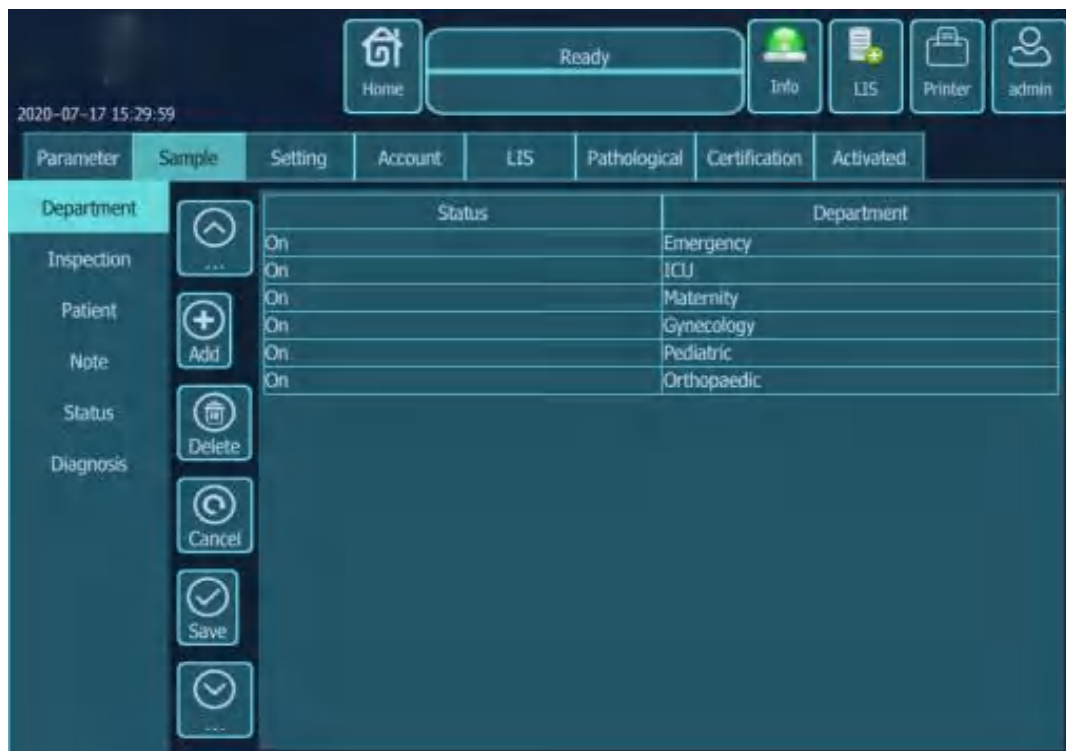 Ready
Home
Info
LIS
Printer
admin
2020-07-17 15:29:59
Parameter Sample Setting Account LIS Pathological Certification Activated
Department
Inspection
Patient
Note
Status
Diagnosis
...
Add
Delete
Cancel
Save
...
Status Department
On Emergency
On ICU
On Maternity
On Gynecology
On Pediatric
On Orthopaedic